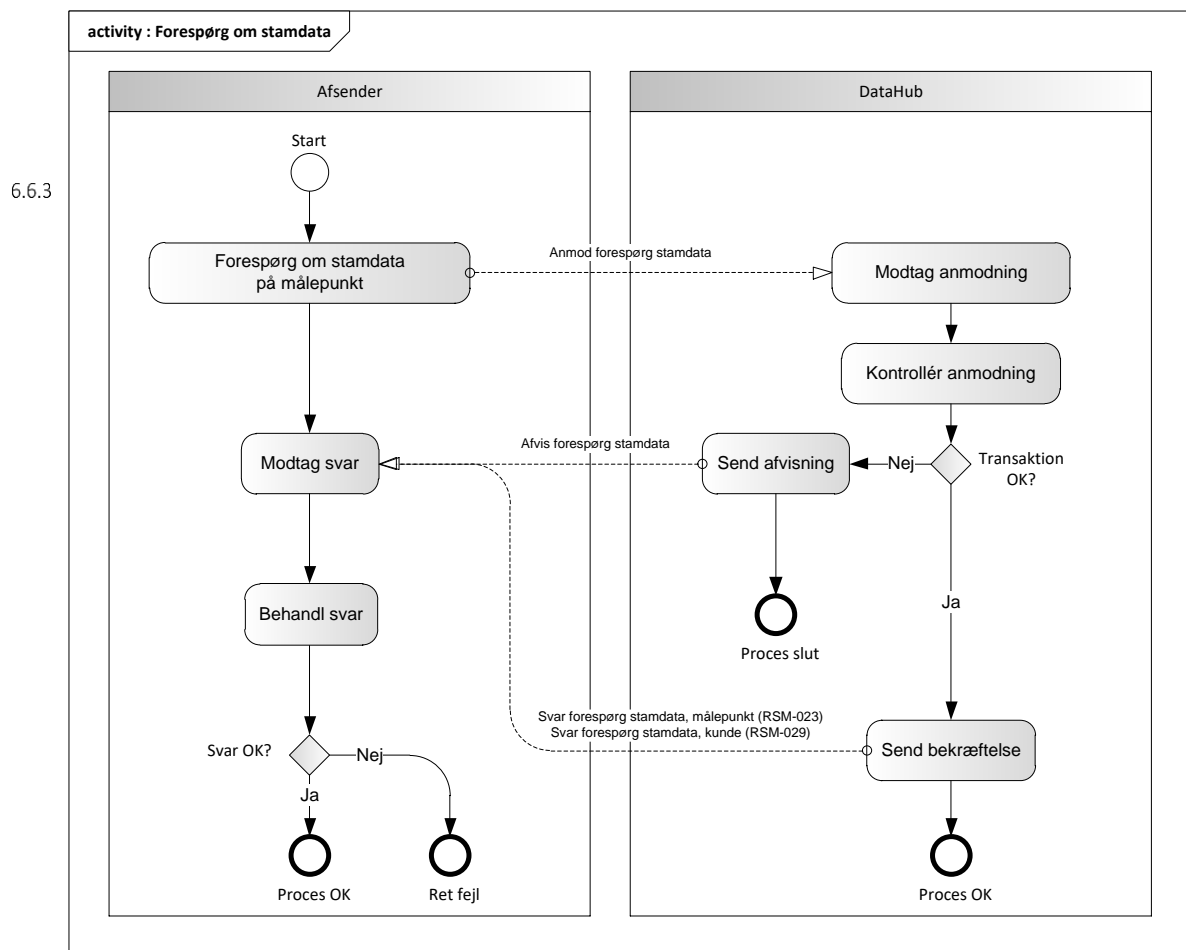 activity : Forespørg om stamdata
Afsender
DataHub
Start
6.6.3
Forespørg om stamdata
på målepunkt
Anmod forespørg stamdata
Modtag anmodning
Kontrollér anmodning
Modtag svar
Afvis forespørg stamdata
Send afvisning
Nej
Transaktion
OK?
Behandl svar
Ja
Proces slut
Svar forespørg stamdata, målepunkt (RSM-023)
Svar forespørg stamdata, kunde (RSM-029)
Send bekræftelse
Svar OK?
Nej
Ja
Proces OK
Ret fejl
Proces OK